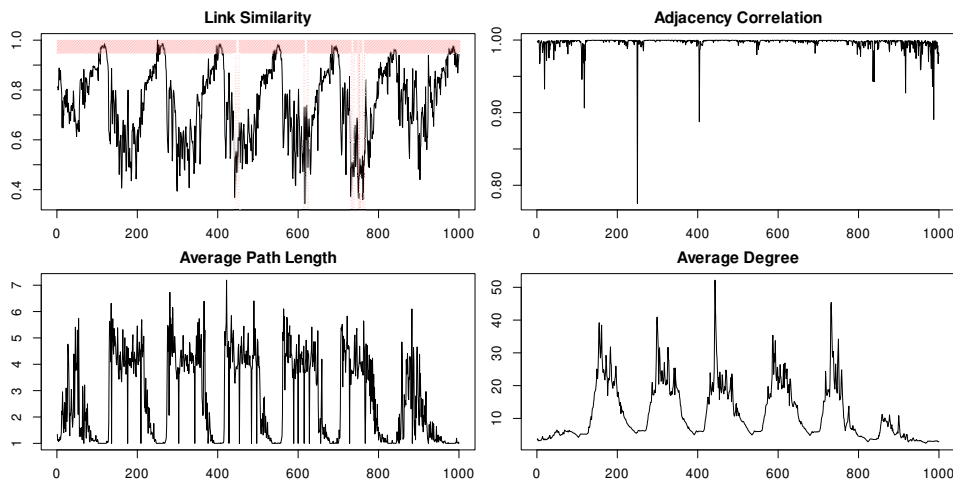 Link Similarity
1.0
0.8
0.6
0.4
0 200 400 600 800 1000
Adjacency Correlation
1.00
0.90
0.80
0 200 400 600 800 1000
Average Path Length
7
6
5
4
3
2
1
0 200 400 600 800 1000
Average Degree
50
40
30
20
10
0 200 400 600 800 1000